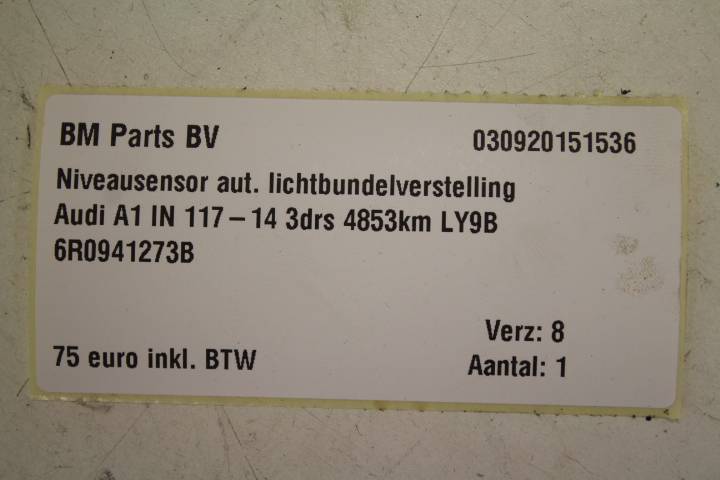 BM Parts BV 030920151536
Niveausensor aut. lichtbundelverstelling
Audi A1 IN 117 – 14 3drs 4853km LY9B
6R0941273B
Verz: 8
75 euro inkl. BTW Aantal: 1